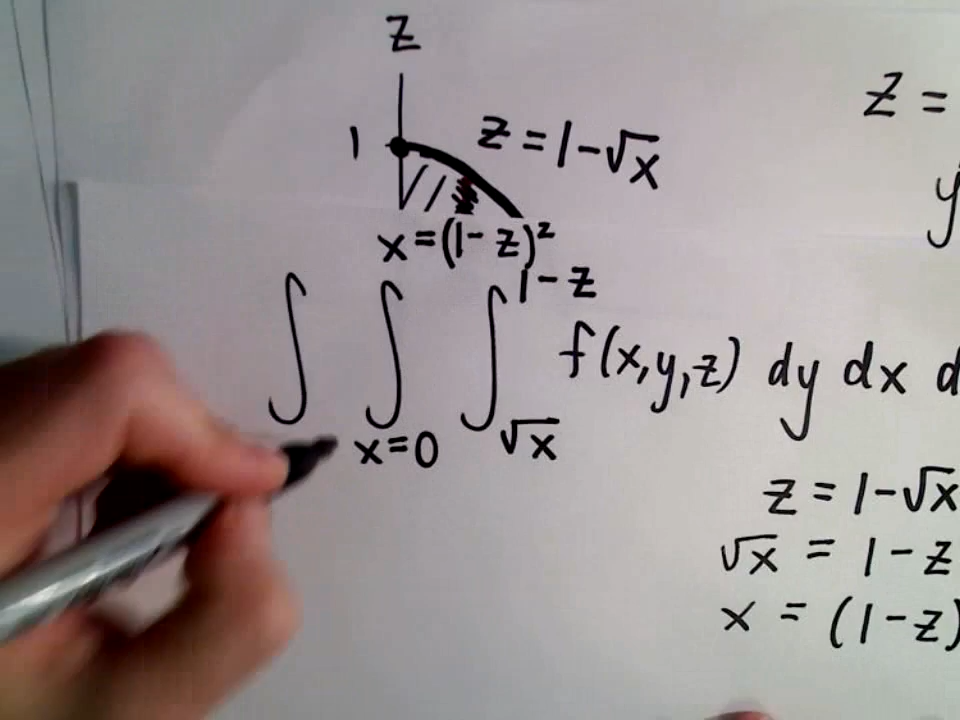 z
1
z = 1-√x
z =
y
x = (1-z)²
∫ ∫_{x=0} ∫_{√x}^{1-z} f(x,y,z) dy dx d
z = 1-√x
√x = 1-z
x = (1-z)